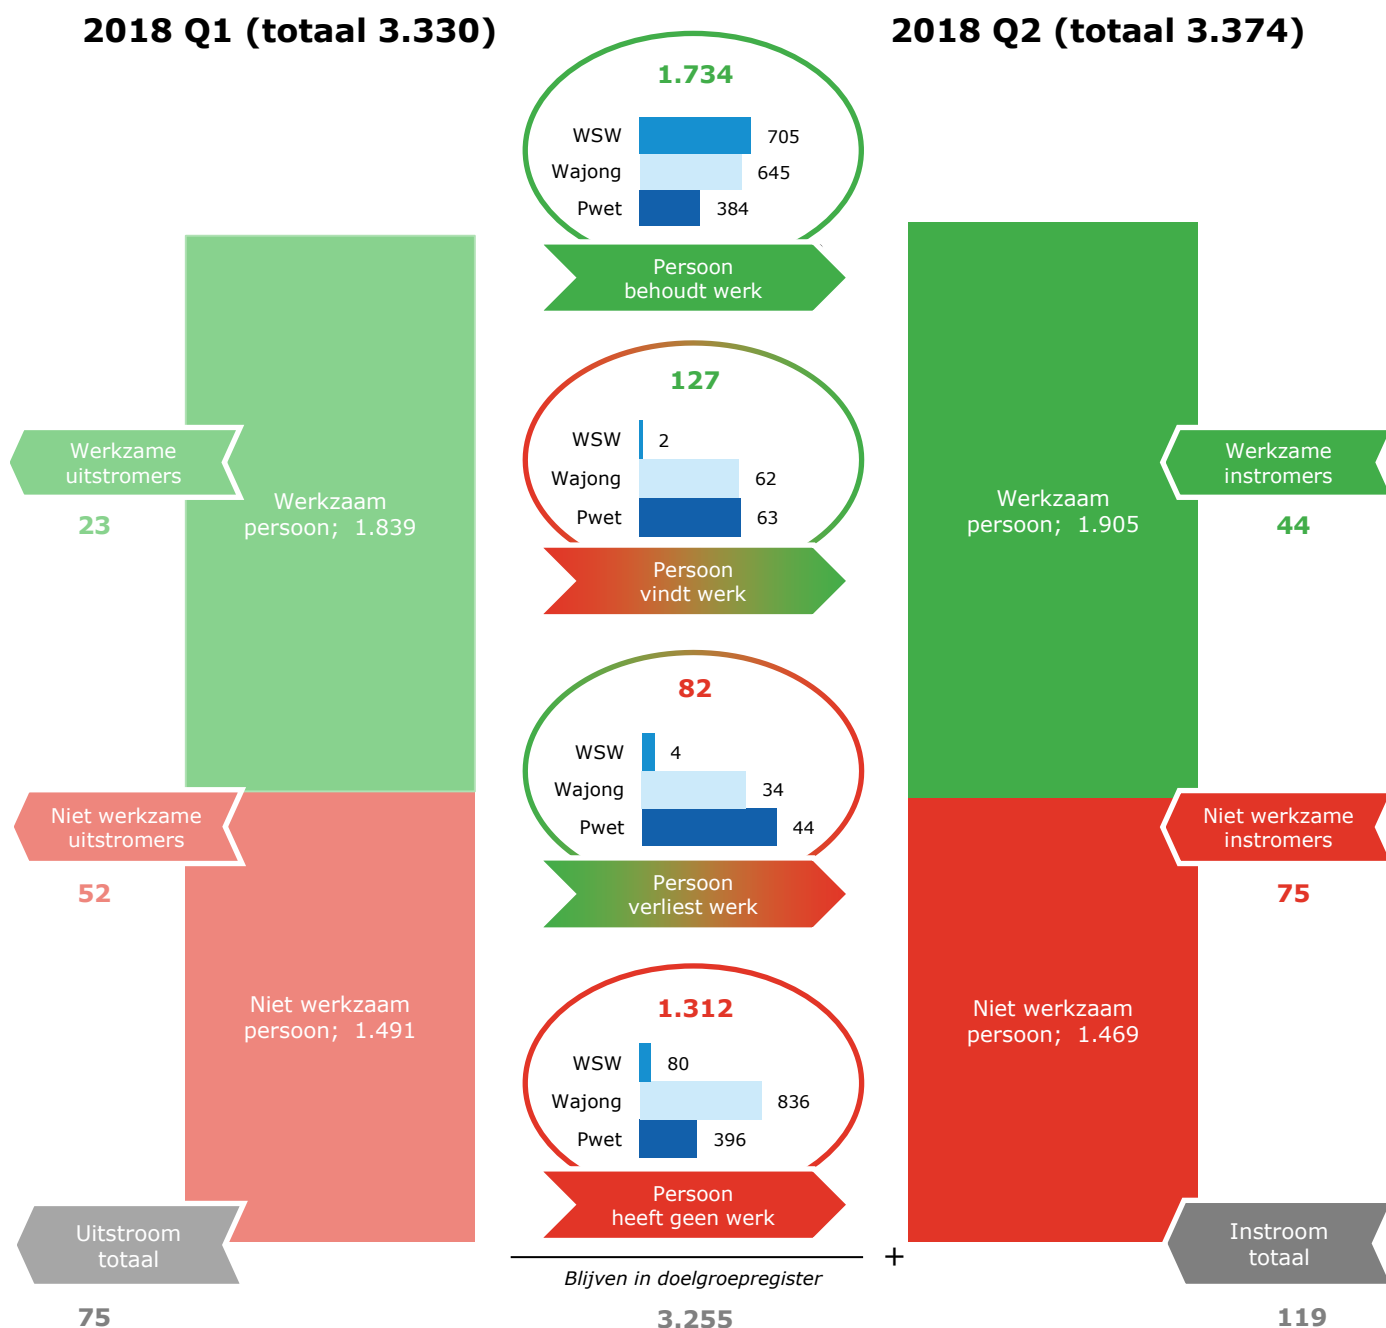 2018 Q1 (totaal 3.330)
2018 Q2 (totaal 3.374)
1.734
WSW 705
Wajong 645
Pwet 384
Persoon
behoudt werk
127
WSW 2
Wajong 62
Pwet 63
Persoon
vindt werk
82
WSW 4
Wajong 34
Pwet 44
Persoon
verliest werk
1.312
WSW 80
Wajong 836
Pwet 396
Persoon
heeft geen werk
Blijven in doelgroepregister
3.255
+
Werkzame
uitstromers
23
Werkzaam
persoon; 1.839
Niet werkzame
uitstromers
52
Niet werkzaam
persoon; 1.491
Uitstroom
totaal
75
Werkzaam
persoon; 1.905
Werkzame
instromers
44
Niet werkzame
instromers
75
Niet werkzaam
persoon; 1.469
Instroom
totaal
119